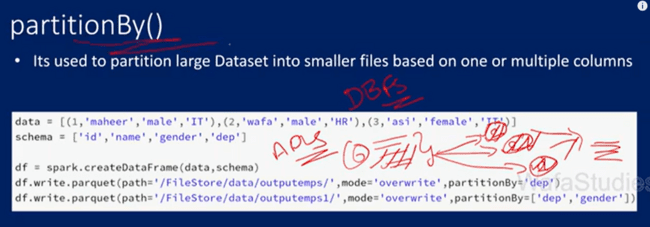 partitionBy()
• Its used to partition large Dataset into smaller files based on one or multiple columns
DBFS
data = [(1,'maheer','male','IT'),(2,'wafa','male','HR'),(3,'asi','female','IT')]
schema = ['id','name','gender','dep']
ADLS
df = spark.createDataFrame(data,schema)
df.write.parquet(path='/FileStore/data/outputemps/',mode='overwrite',partitionBy='dep')
df.write.parquet(path='/FileStore/data/outputemps1/',mode='overwrite',partitionBy=['dep','gender'])
WafaStudies